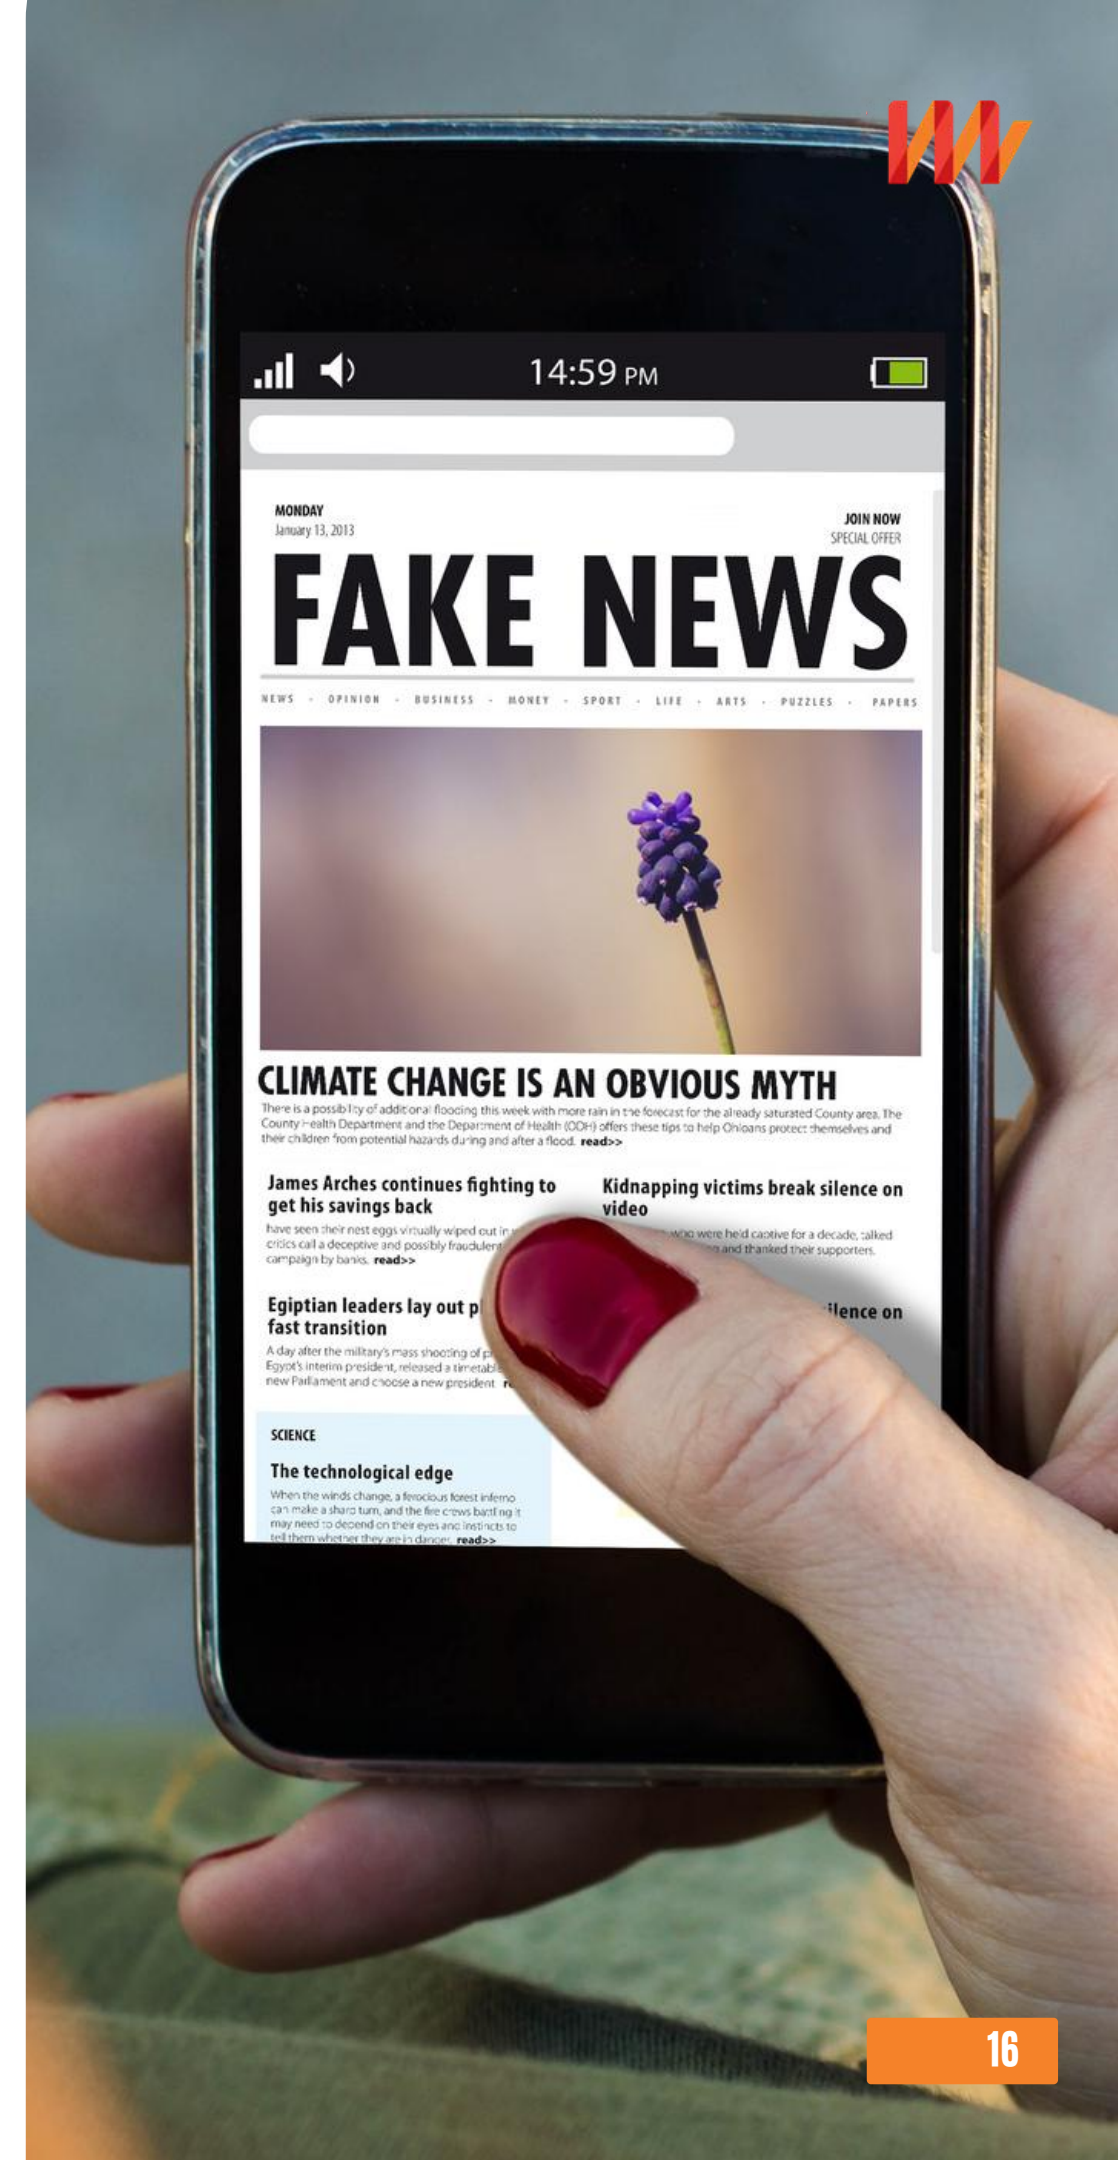 14:59 PM
MONDAY
January 13, 2013
JOIN NOW
SPECIAL OFFER
FAKE NEWS
NEWS - OPINION - BUSINESS - MONEY - SPORT - LIFE - ARTS - PUZZLES - PAPERS
CLIMATE CHANGE IS AN OBVIOUS MYTH
There is a possibility of additional flooding this week with more rain in the forecast for the already saturated County area. The
County Health Department and the Department of Health (ODH) offers these tips to help Ohioans protect themselves and
their children from potential hazards during and after a flood. read>>
James Arches continues fighting to
get his savings back
have seen their nest eggs virtually wiped out in
critics call a deceptive and possibly fraudulent
campaign by banks. read>>
Kidnapping victims break silence on
video
who were held captive for a decade, talked
and thanked their supporters.
Egiptian leaders lay out
fast transition
A day after the military's mass shooting of
Egypt's interim president, released a
new Parliament and choose a new president
silence on
SCIENCE
The technological edge
When the winds change, a ferocious forest inferno
can make a sharp turn, and the fire crews battling it
may need to depend on their eyes and instincts to
tell them whether they are in danger. read>>
16